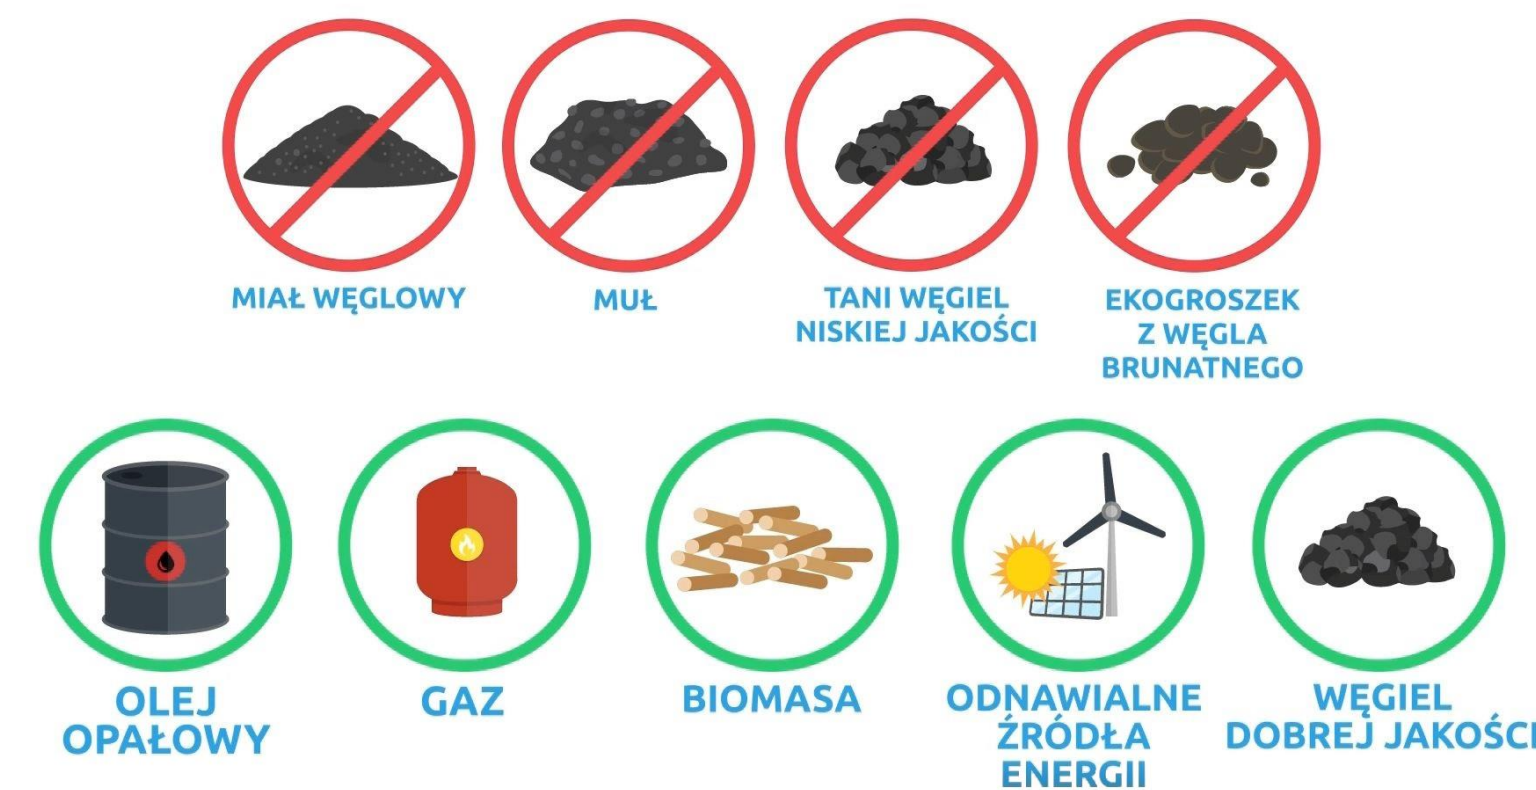 MIAŁ WĘGLOWY
MUŁ
TANI WĘGIEL
NISKIEJ JAKOŚCI
EKOGROSZEK
Z WĘGLA
BRUNATNEGO
OLEJ
OPAŁOWY
GAZ
BIOMASA
ODNAWIALNE
ŹRÓDŁA
ENERGII
WĘGIEL
DOBREJ JAKOŚCI